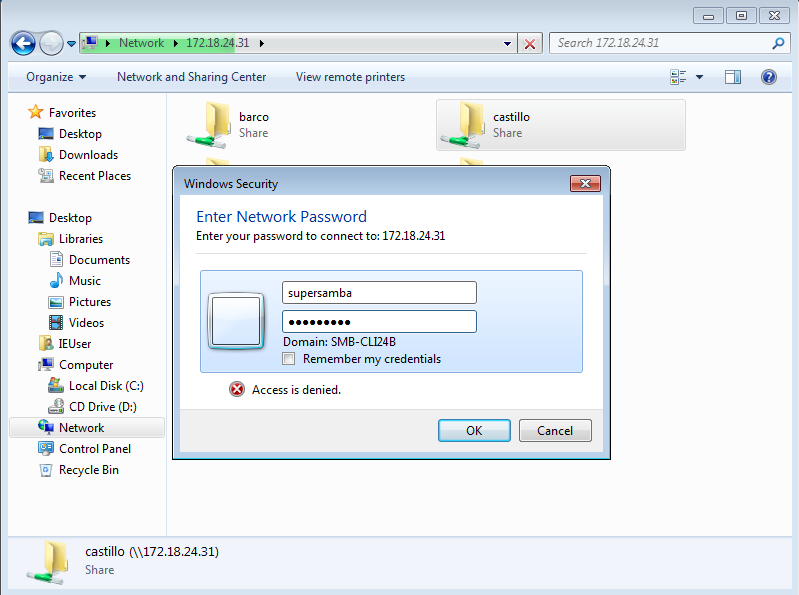 Network 172.18.24.31
Search 172.18.24.31
Organize Network and Sharing Center View remote printers
Favorites
Desktop
Downloads
Recent Places
Desktop
Libraries
Documents
Music
Pictures
Videos
IEUser
Computer
Local Disk (C:)
CD Drive (D:)
Network
Control Panel
Recycle Bin
barco
Share
castillo
Share
Windows Security
Enter Network Password
Enter your password to connect to: 172.18.24.31
supersamba
●●●●●●●●●
Domain: SMB-CLI24B
Remember my credentials
Access is denied.
OK Cancel
castillo (\\172.18.24.31)
Share